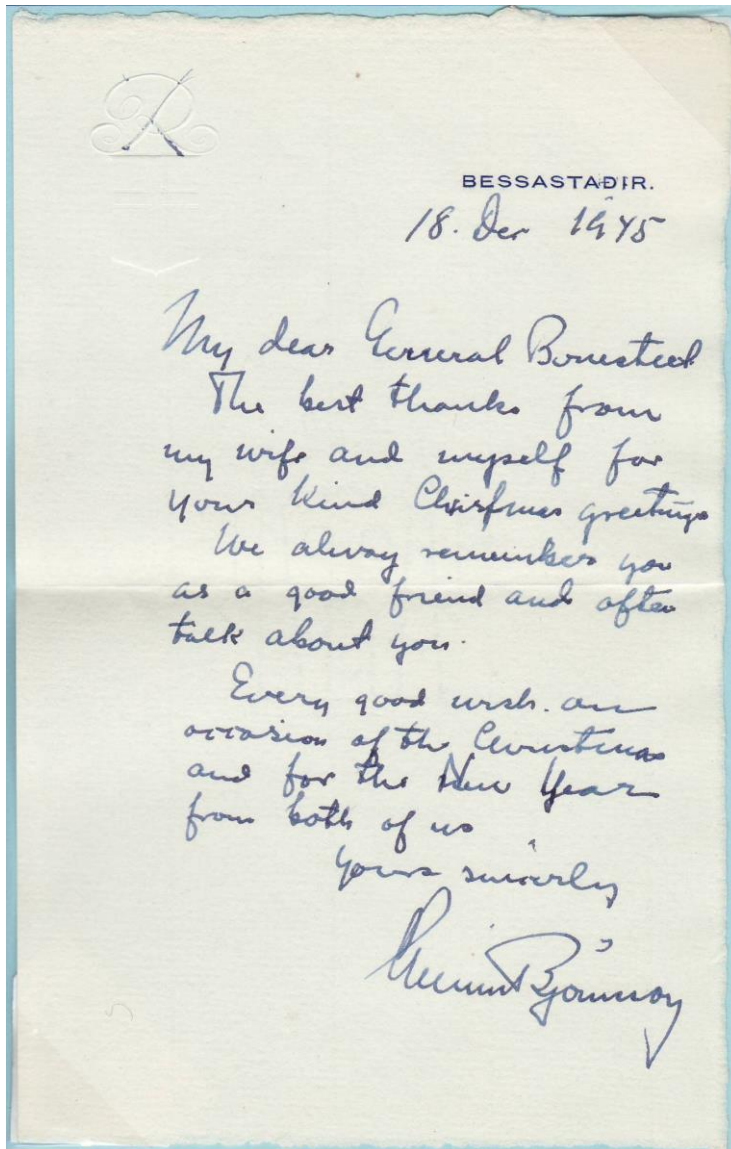 BESSASTAÐIR.
18. Dec 1945
My dear General Bonesteel
The best thanks from
my wife and myself for
your kind Christmas greetings
We alway remember you
as a good friend and often
talk about you.
Every good wish. on
occasion of the Christmas
and for the New Year
from both of us
yours sincerly
Sveinn Björnsson